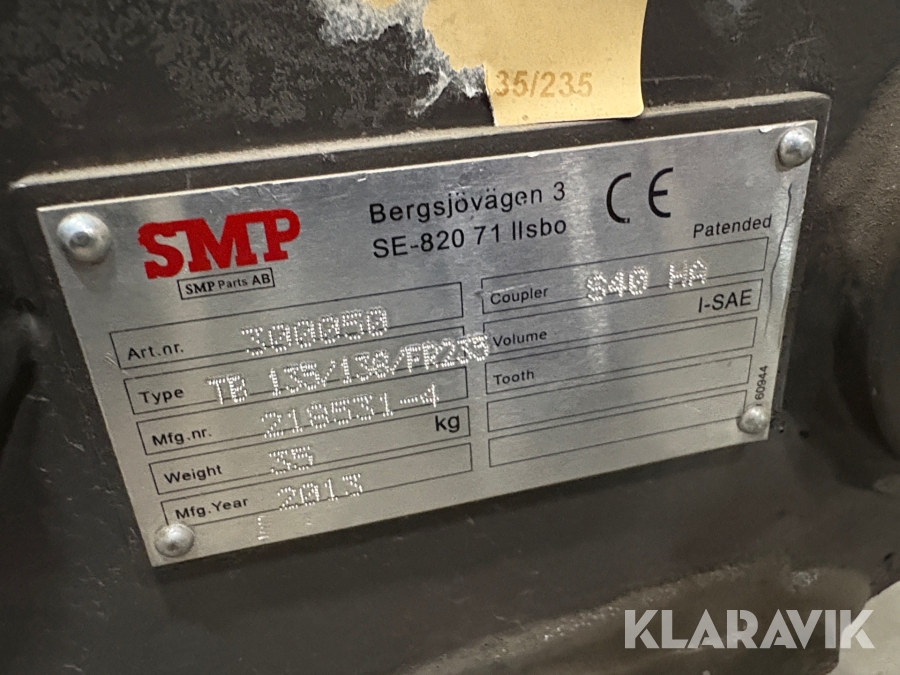 35/235
SMP
SMP Parts AB
Bergsjövägen 3
SE-820 71 Ilsbo
CE
Patended
Art.nr. 300050
Type TB 135/136/FR235
Mfg.nr. 218531-4
Weight 35 kg
Mfg.Year 2013
Coupler S40 HA
I-SAE
Volume
Tooth
60944
KLARAVIK